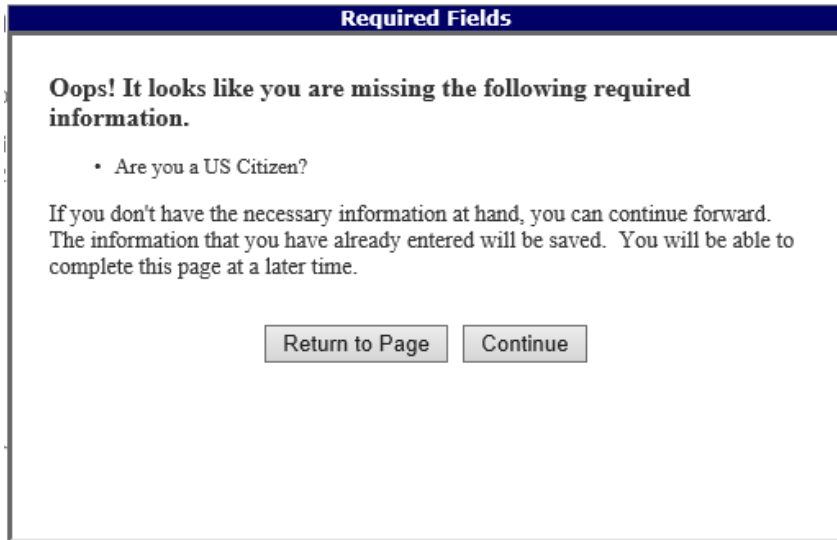 Required Fields
Oops! It looks like you are missing the following required
information.
• Are you a US Citizen?
If you don't have the necessary information at hand, you can continue forward.
The information that you have already entered will be saved.  You will be able to
complete this page at a later time.
Return to Page
Continue